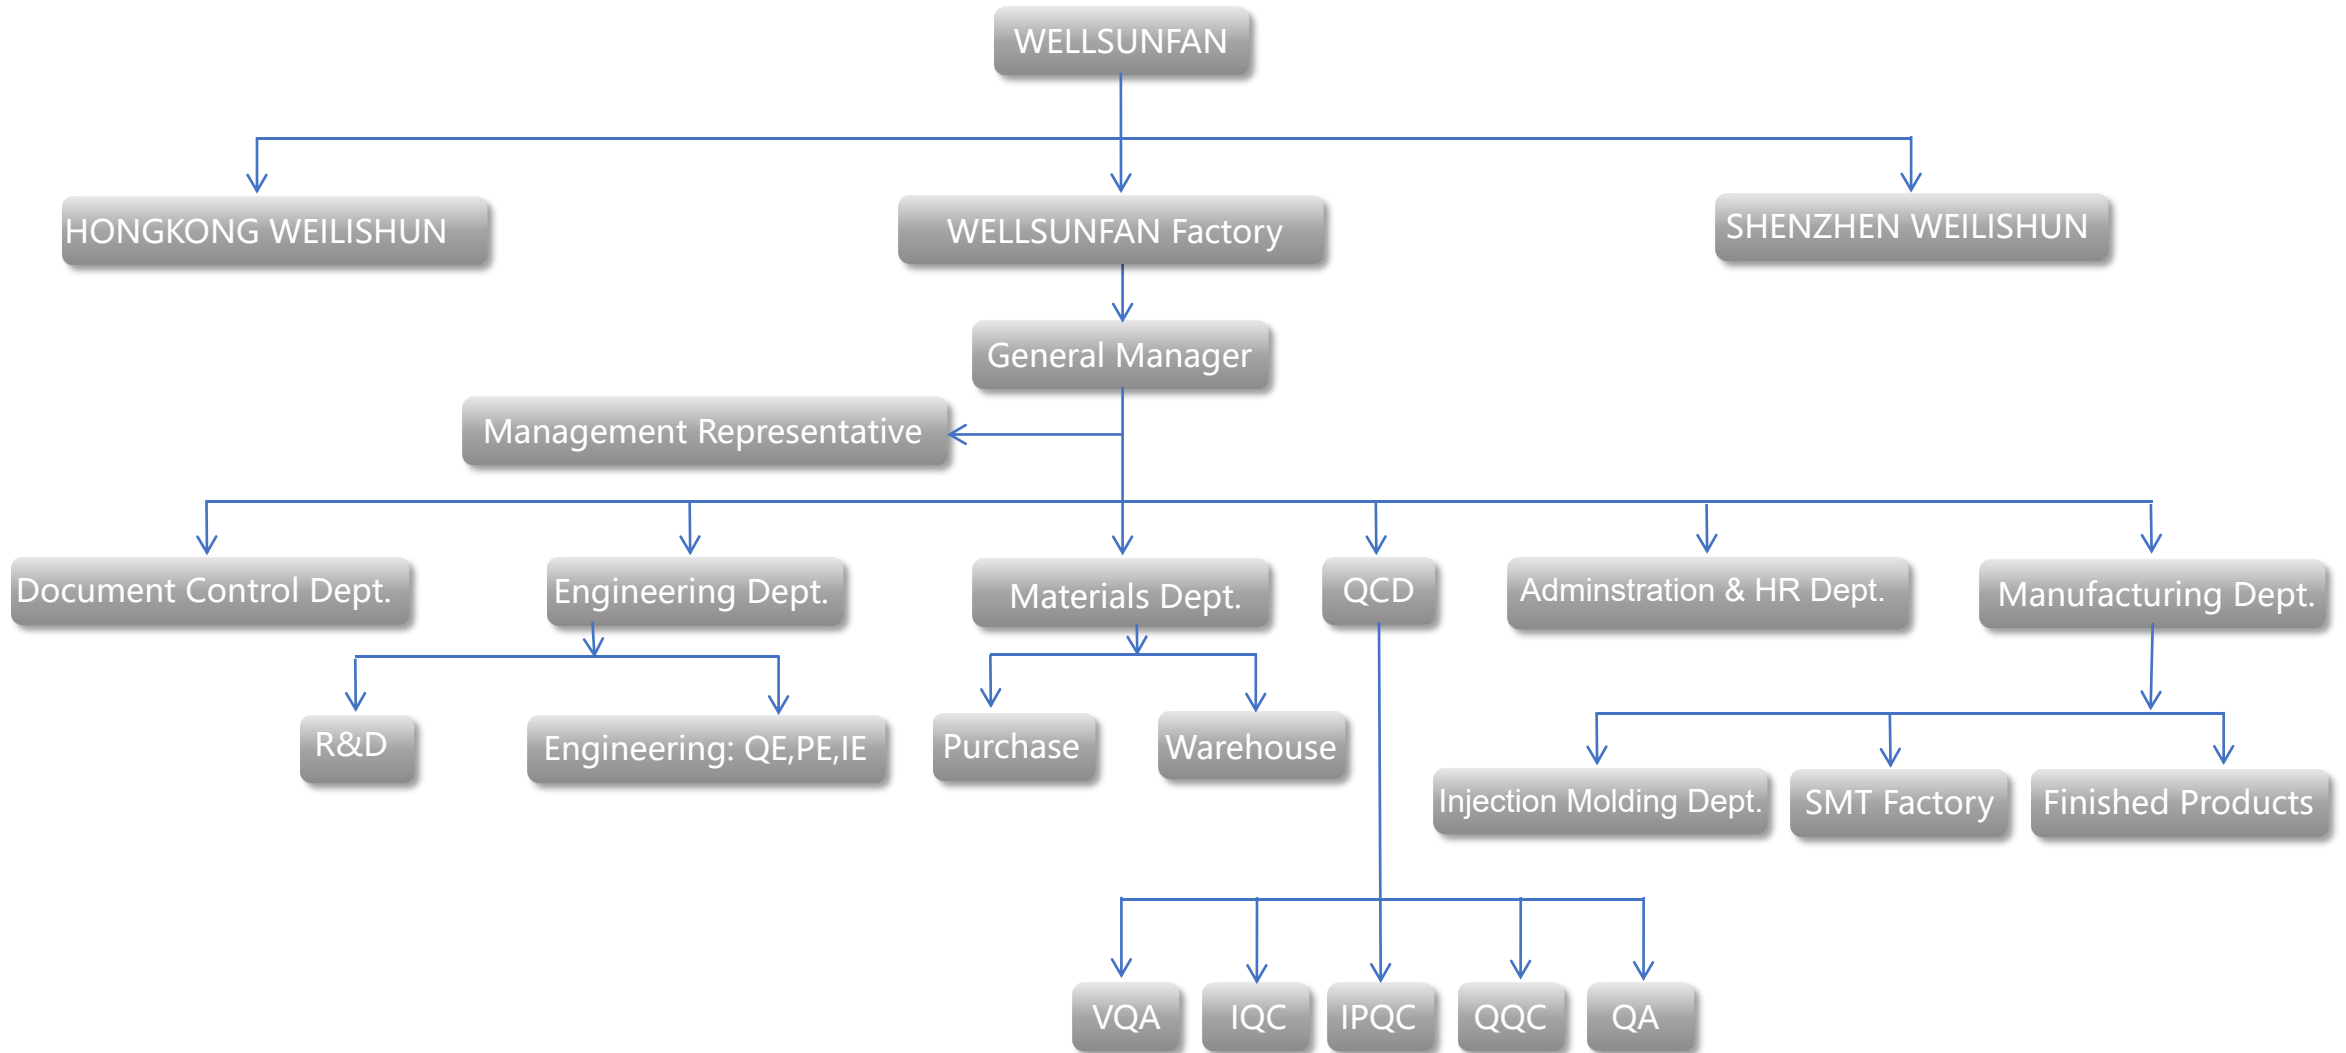 WELLSUNFAN
HONGKONG WEILISHUN
WELLSUNFAN Factory
SHENZHEN WEILISHUN
General Manager
Management Representative
Document Control Dept.
Engineering Dept.
Materials Dept.
QCD
Adminstration & HR Dept.
Manufacturing Dept.
R&D
Engineering: QE,PE,IE
Purchase
Warehouse
Injection Molding Dept.
SMT Factory
Finished Products
VQA
IQC
IPQC
QQC
QA